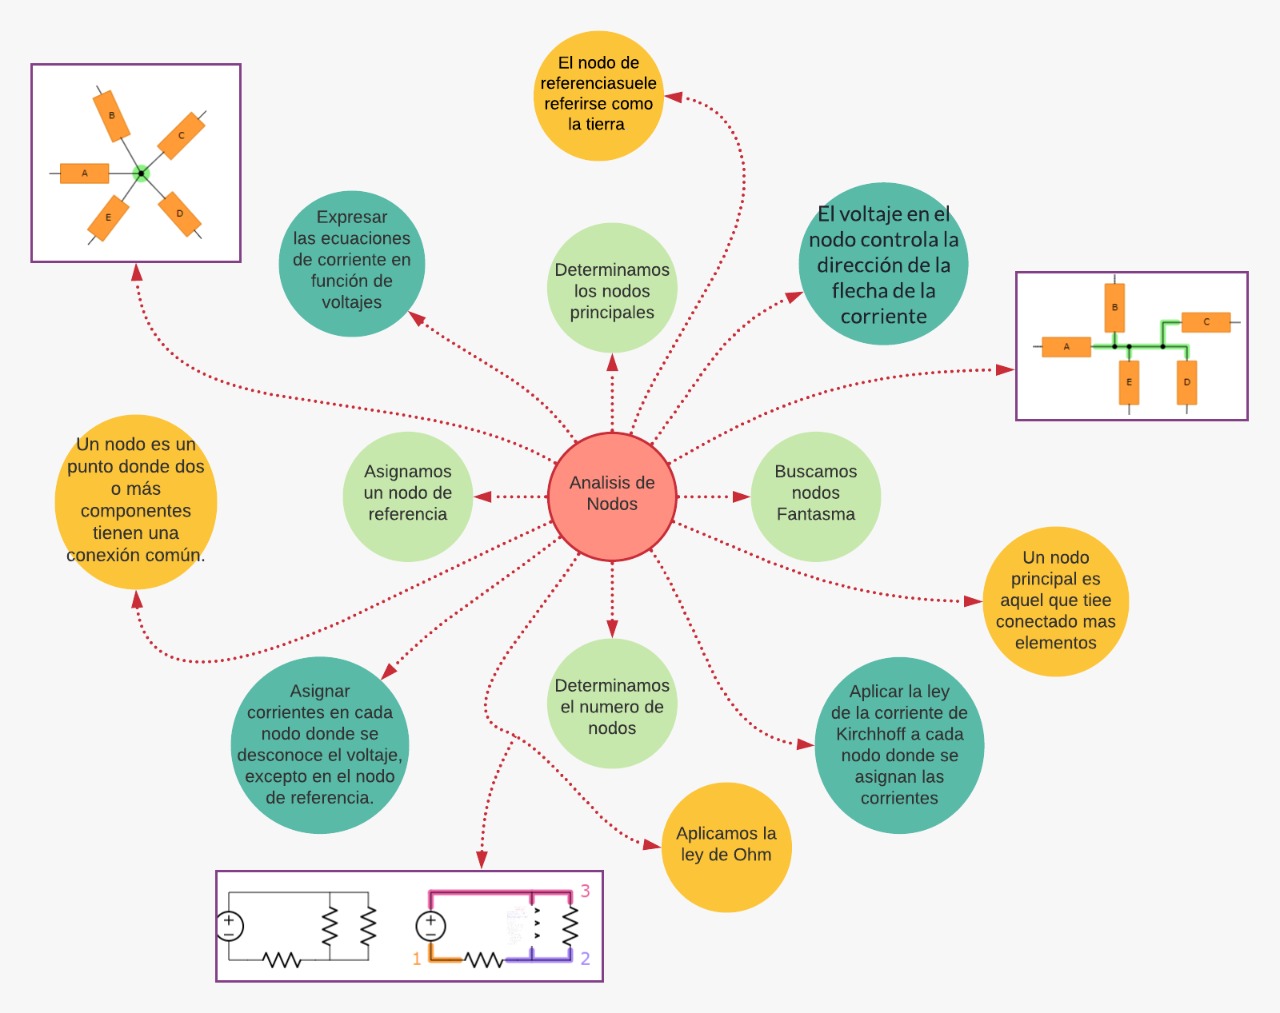 El nodo de
referenciasuele
referirse como
la tierra
B
C
A
E
D
Expresar
las ecuaciones
de corriente en
función de
voltajes
Determinamos
los nodos
principales
El voltaje en el
nodo controla la
dirección de la
flecha de la
corriente
B
C
A
E
D
Un nodo es un
punto donde dos
o más
componentes
tienen una
conexión común.
Asignamos
un nodo de
referencia
Analisis de
Nodos
Buscamos
nodos
Fantasma
Un nodo
principal es
aquel que tiee
conectado mas
elementos
Asignar
corrientes en cada
nodo donde se
desconoce el voltaje,
excepto en el nodo
de referencia.
Determinamos
el numero de
nodos
Aplicar la ley
de la corriente de
Kirchhoff a cada
nodo donde se
asignan las
corrientes
Aplicamos la
ley de Ohm
3
1
2